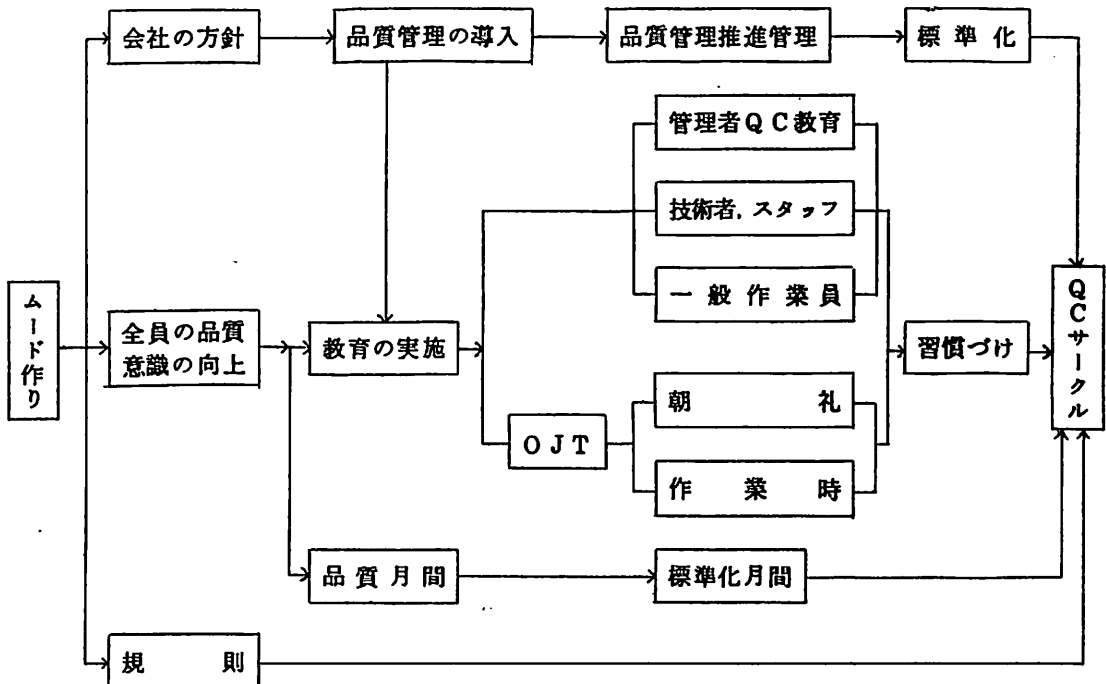 会社の方針
品質管理の導入
品質管理推進管理
標準化
管理者QC教育
技術者,スタッフ
一般作業員
ムード作り
全員の品質
意識の向上
教育の実施
習慣づけ
QCサークル
朝礼
OJT
作業時
品質月間
標準化月間
規則